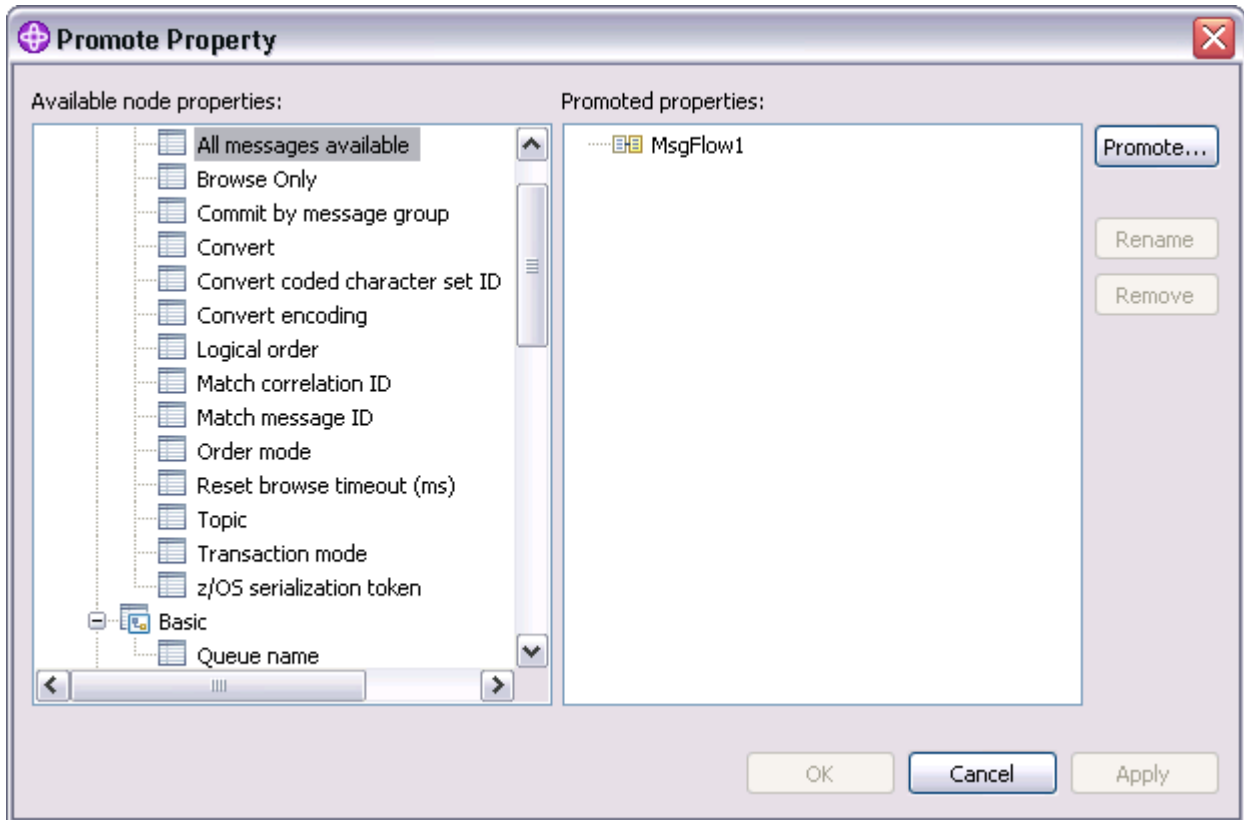 Promote Property
Available node properties:
Promoted properties:
All messages available
Browse Only
Commit by message group
Convert
Convert coded character set ID
Convert encoding
Logical order
Match correlation ID
Match message ID
Order mode
Reset browse timeout (ms)
Topic
Transaction mode
z/OS serialization token
Basic
Queue name
MsgFlow1
Promote...
Rename
Remove
OK
Cancel
Apply